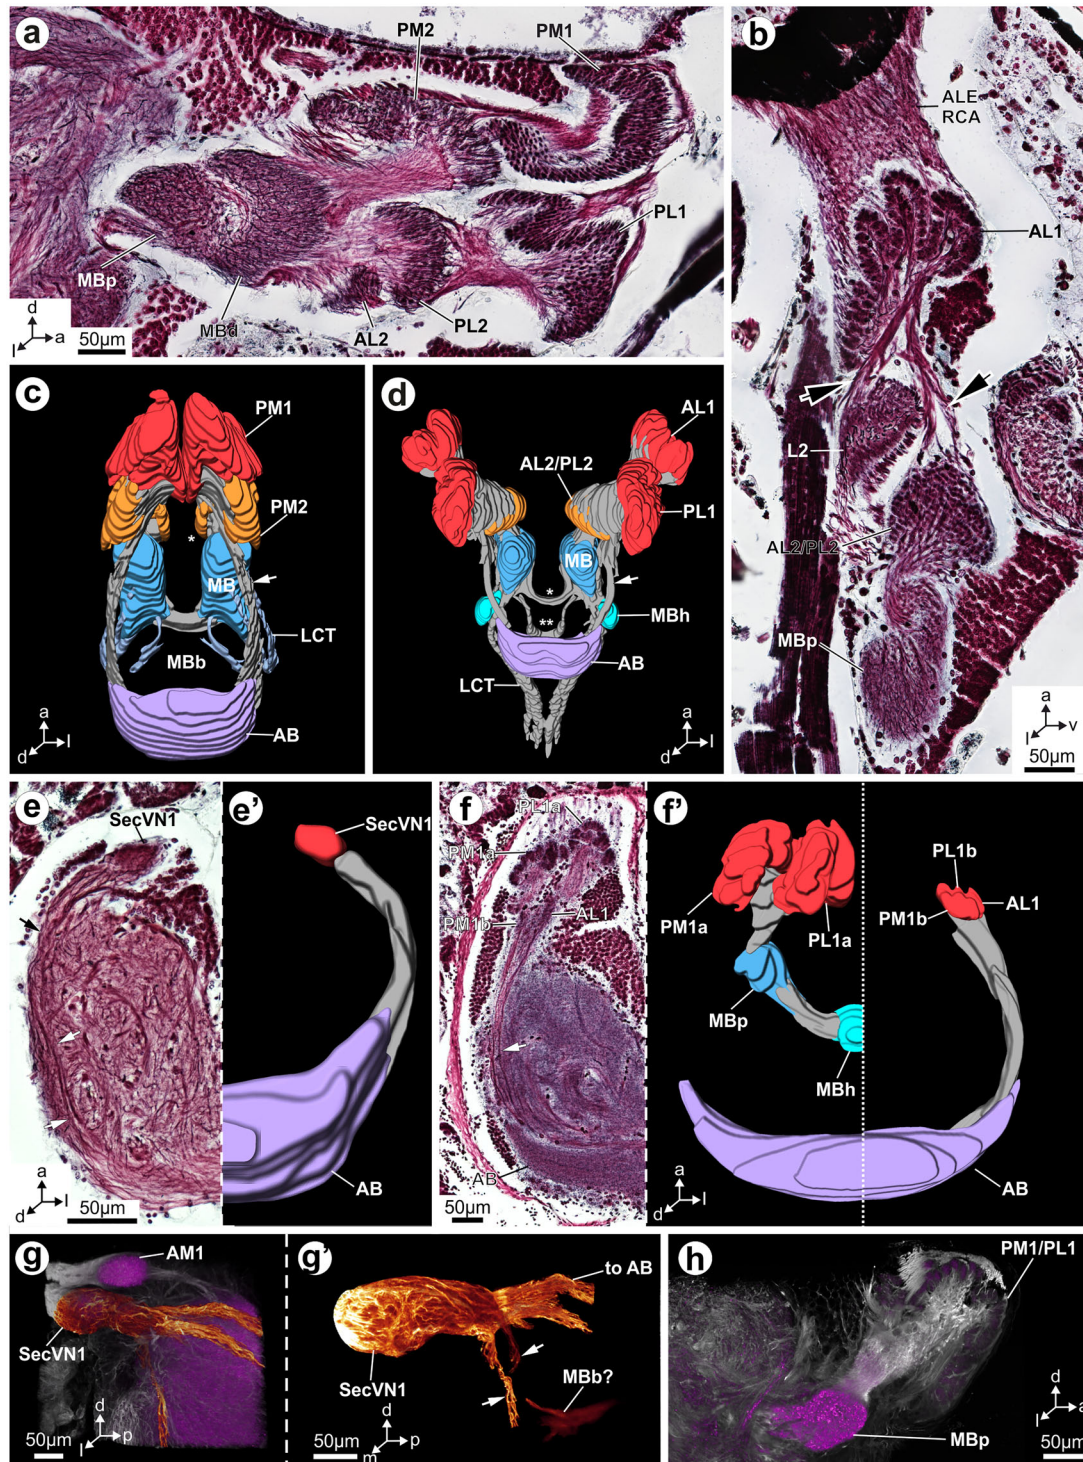 a
PM2
PM1
PL1
MBp
MBd
AL2
PL2
d
l
a
50µm
b
ALE
RCA
AL1
L2
AL2/PL2
MBp
a
l
v
50µm
c
PM1
PM2
*
MB
LCT
MBb
AB
a
d
l
d
AL1
AL2/PL2
PL1
MB
*
MBh
**
AB
LCT
a
d
l
e
SecVN1
a
d
l
50µm
e'
SecVN1
AB
f
PL1a
PM1a
AL1
PM1b
AB
50µm
f'
PL1b
PM1b
AL1
PM1a
PL1a
MBp
MBh
AB
a
d
l
g
AM1
SecVN1
d
l
p
50µm
g'
to AB
SecVN1
MBb?
d
m
p
50µm
h
PM1/PL1
MBp
d
l
a
50µm